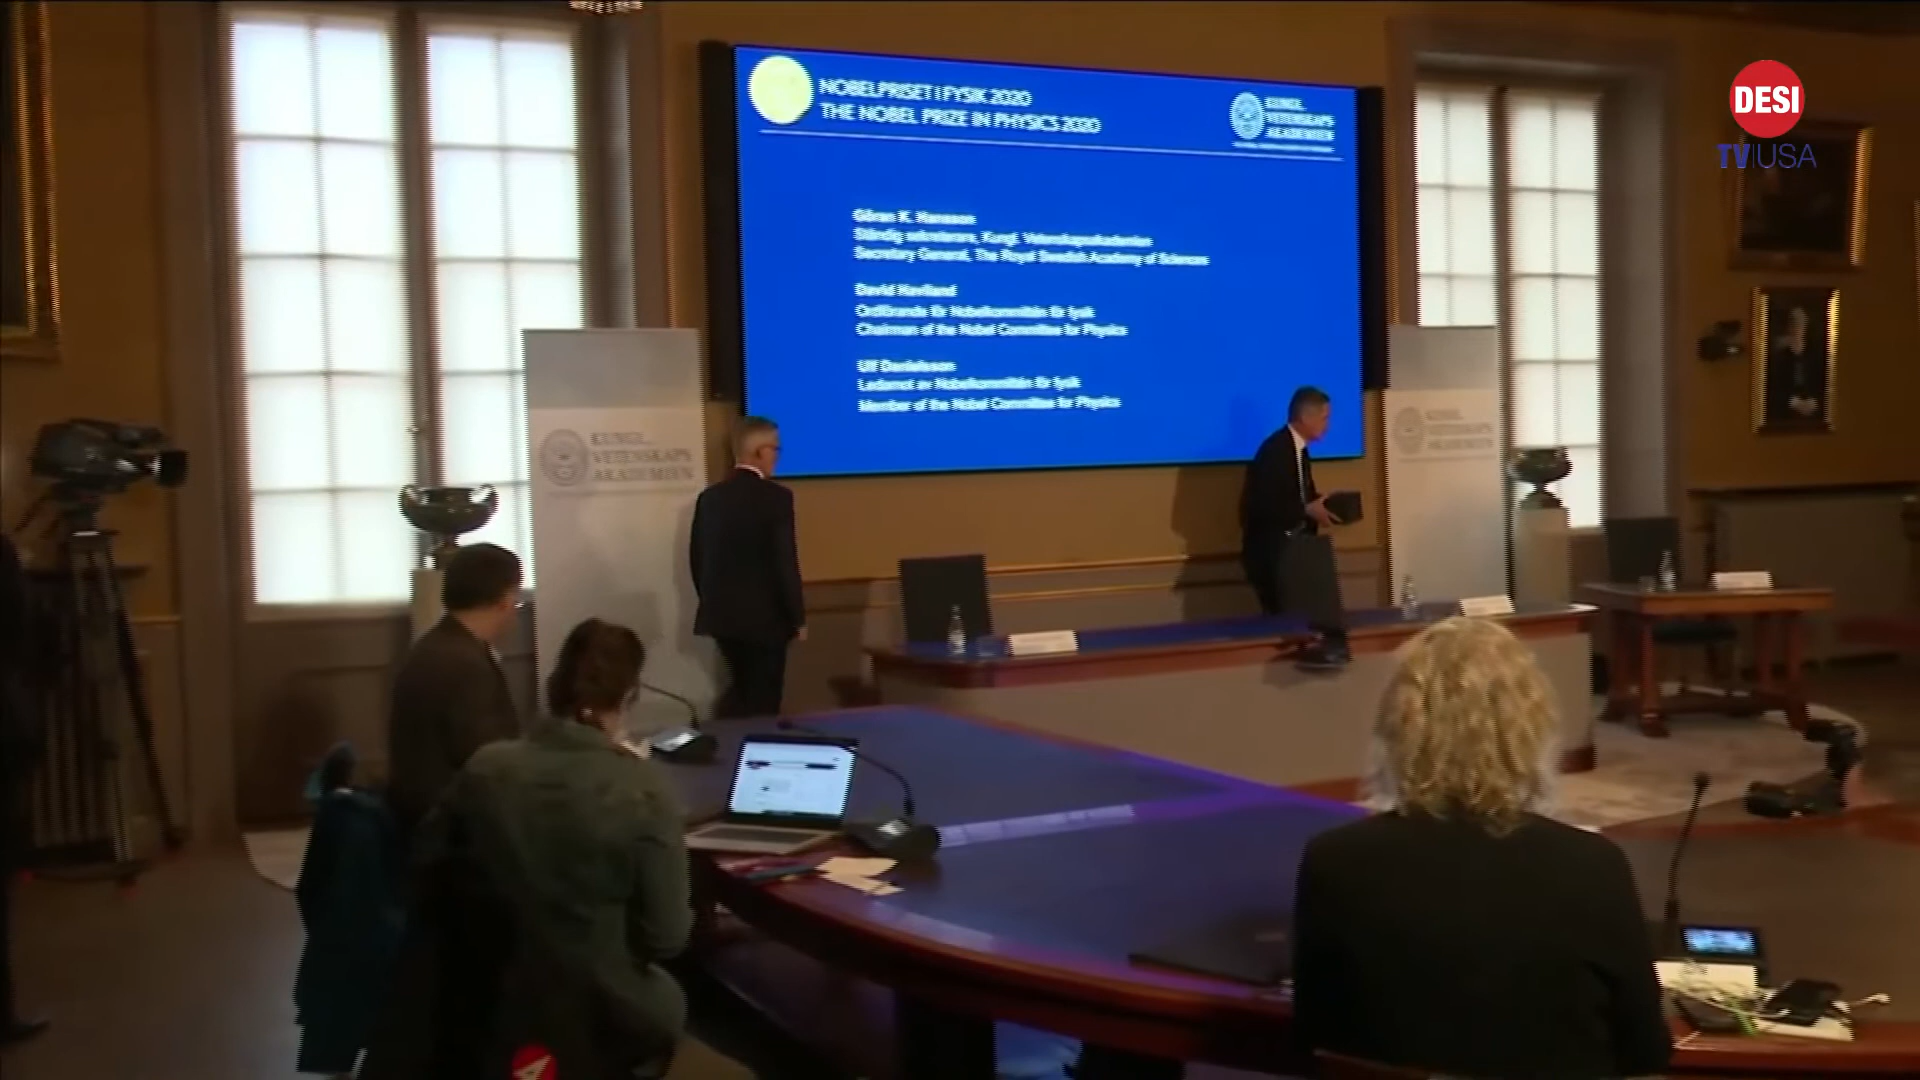 NOBELPRISET I FYSIK 2020
THE NOBEL PRIZE IN PHYSICS 2020
KUNGL.
VETENSKAPS
AKADEMIEN
Göran K. Hansson
Ständig sekreterare, Kungl. Vetenskapsakademien
Secretary General, The Royal Swedish Academy of Sciences
David Haviland
Ordförande för Nobelkommittén för fysik
Chairman of the Nobel Committee for Physics
Ulf Danielsson
Ledamot av Nobelkommittén för fysik
Member of the Nobel Committee for Physics
KUNGL.
VETENSKAPS
AKADEMIEN
KUNGL.
VETENSKAPS
AKADEMIEN
DESI
TV USA